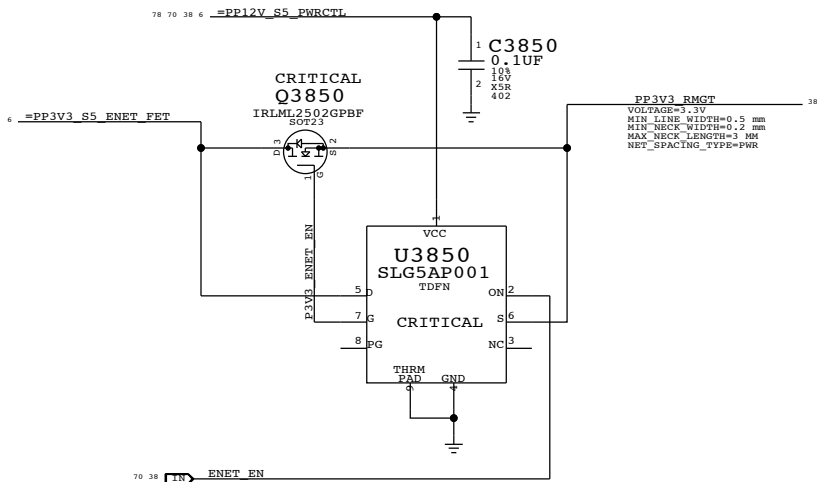 78 70 38 6 =PP12V_S5_PWRCTL
1 C3850
0.1UF
10%
16V
2 X5R
402
CRITICAL
Q3850
IRLML2502GPBF
SOT23
6 =PP3V3_S5_ENET_FET
D 3
S 2
1 G
PP3V3_RMGT 38
VOLTAGE=3.3V
MIN_LINE_WIDTH=0.5 mm
MIN_NECK_WIDTH=0.2 mm
MAX_NECK_LENGTH=3 MM
NET_SPACING_TYPE=PWR
P3V3_ENET_EN
1
VCC
U3850
SLG5AP001
TDFN
5 D
ON 2
7 G
CRITICAL
S 6
8 PG
NC 3
THRM
PAD GND
9 4
70 38 IN ENET_EN